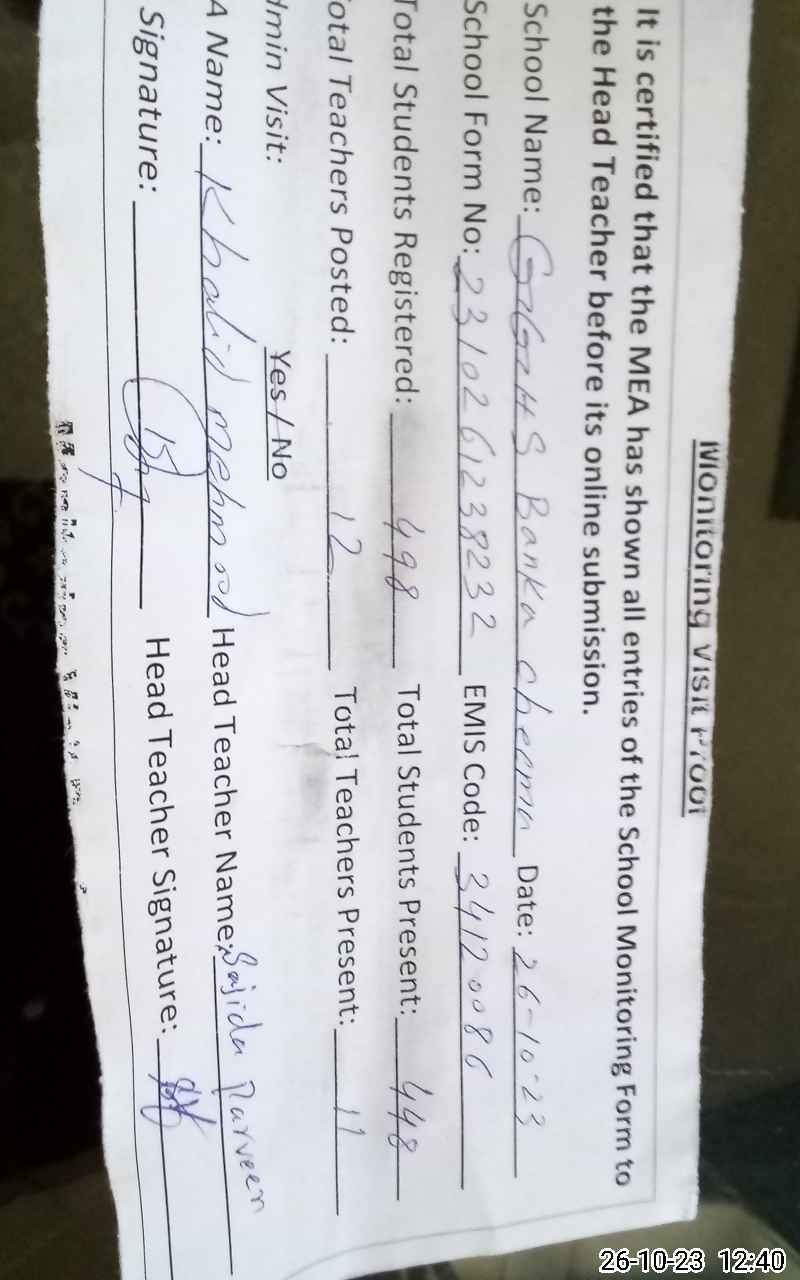 Monitoring Visit Proof
It is certified that the MEA has shown all entries of the School Monitoring Form to
the Head Teacher before its online submission.
School Name: GGHS Banka cheema Date: 26-10-23
School Form No: 2310261238232 EMIS Code: 34120086
Total Students Registered: 498 Total Students Present: 448
otal Teachers Posted: 12 Total Teachers Present: 11
dmin Visit: Yes / No
A Name: Khalid mehmood Head Teacher Name: Sajida Parveen
Signature: Head Teacher Signature:
26-10-23 12:40